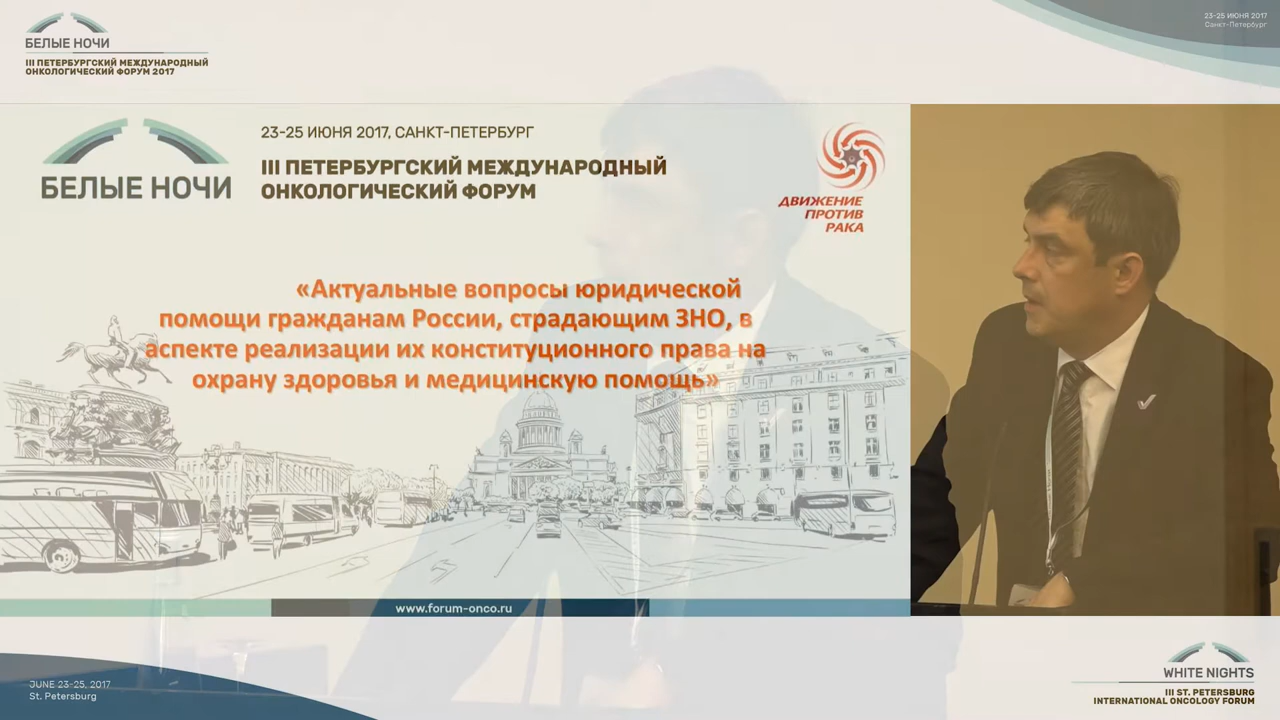 БЕЛЫЕ НОЧИ
III ПЕТЕРБУРГСКИЙ МЕЖДУНАРОДНЫЙ
ОНКОЛОГИЧЕСКИЙ ФОРУМ 2017
23-25 ИЮНЯ 2017
Санкт-Петербург
БЕЛЫЕ НОЧИ
23-25 ИЮНЯ 2017, САНКТ-ПЕТЕРБУРГ
III ПЕТЕРБУРГСКИЙ МЕЖДУНАРОДНЫЙ
ОНКОЛОГИЧЕСКИЙ ФОРУМ
ДВИЖЕНИЕ
ПРОТИВ
РАКА
«Актуальные вопросы юридической
помощи гражданам России, страдающим ЗНО, в
аспекте реализации их конституционного права на
охрану здоровья и медицинскую помощь»
www.forum-onco.ru
JUNE 23-25, 2017
St. Petersburg
WHITE NIGHTS
III ST. PETERSBURG
INTERNATIONAL ONCOLOGY FORUM